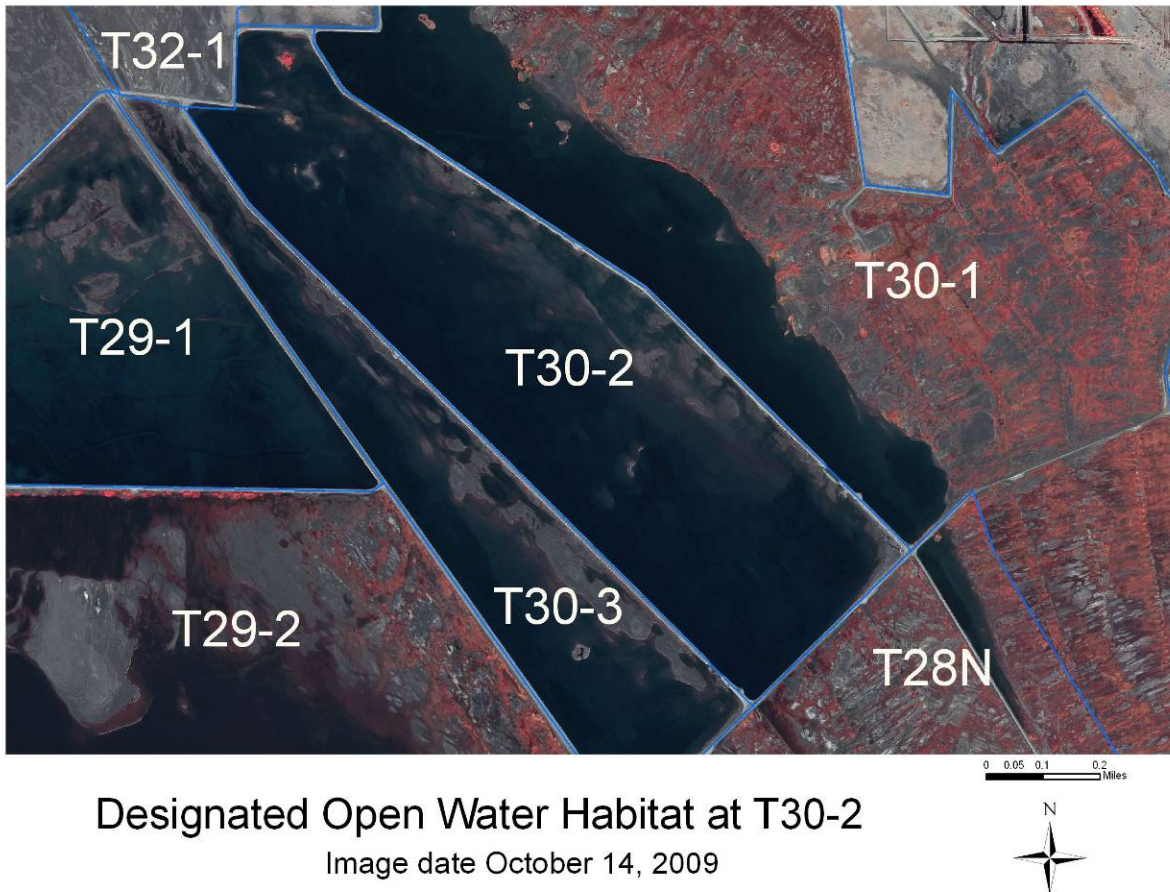 T32-1
T30-1
T29-1
T30-2
T30-3
T29-2
T28N
0 0.05 0.1 0.2
Miles
N
Designated Open Water Habitat at T30-2
Image date October 14, 2009